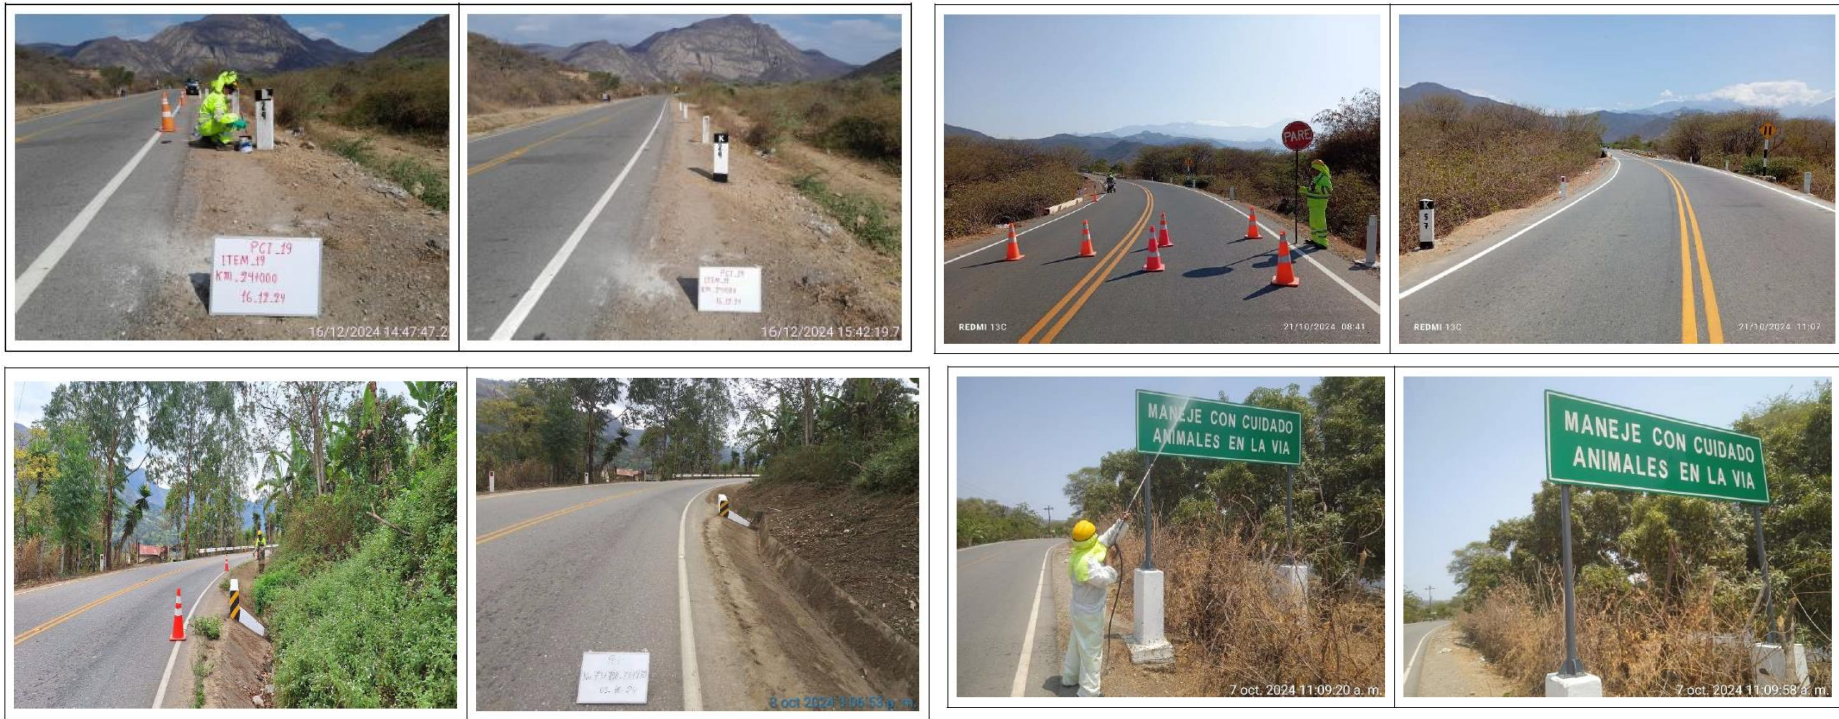 PCI_19
ITEM_19
KM_241000
16_12_24
16/12/2024 14:47:47.2
PCI_19
16/12/2024 15:42:19.7
PARE
REDMI 13C
21/10/2024 08:41
K
57
REDMI 13C
21/10/2024 11:07
MANEJE CON CUIDADO
ANIMALES EN LA VIA
7 oct. 2024 11:09:20 a. m.
MANEJE CON CUIDADO
ANIMALES EN LA VIA
7 oct. 2024 11:09:58 a. m.